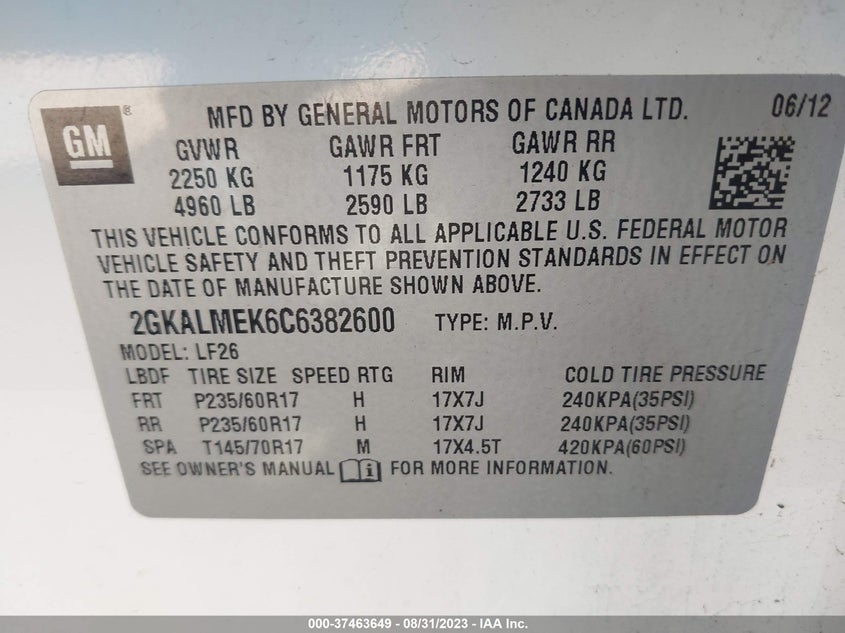 GM ® MFD BY GENERAL MOTORS OF CANADA LTD. 06/12
GVWR GAWR FRT GAWR RR
2250 KG 1175 KG 1240 KG
4960 LB 2590 LB 2733 LB
THIS VEHICLE CONFORMS TO ALL APPLICABLE U.S. FEDERAL MOTOR
VEHICLE SAFETY AND THEFT PREVENTION STANDARDS IN EFFECT ON
THE DATE OF MANUFACTURE SHOWN ABOVE.
2GKALMEK6C6382600 TYPE: M.P.V.
MODEL: LF26
LBDF TIRE SIZE SPEED RTG RIM COLD TIRE PRESSURE
FRT P235/60R17 H 17X7J 240KPA(35PSI)
RR P235/60R17 H 17X7J 240KPA(35PSI)
SPA T145/70R17 M 17X4.5T 420KPA(60PSI)
SEE OWNER'S MANUAL i FOR MORE INFORMATION.
000-37463649 - 08/31/2023 - IAA Inc.